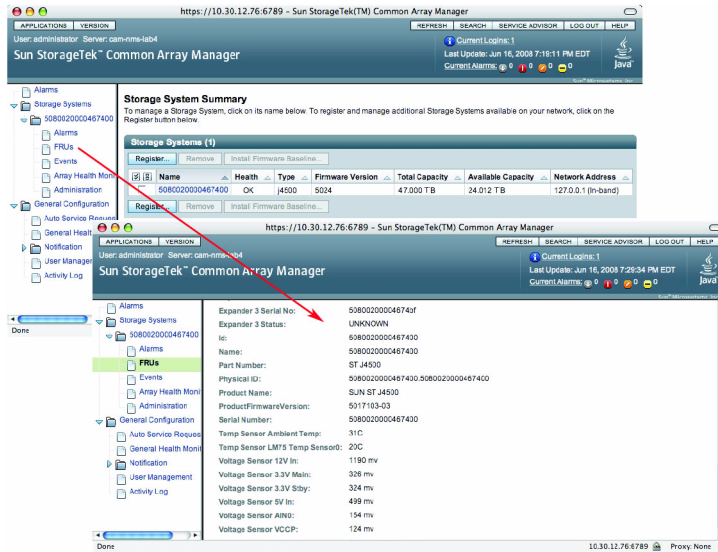 https://10.30.12.76:6789 - Sun StorageTek(TM) Common Array Manager
APPLICATIONS VERSION REFRESH SEARCH SERVICE ADVISOR LOG OUT HELP
User: administrator Server: cam-nms-lab4
Sun StorageTek™ Common Array Manager
Current Logins: 1
Last Update: Jun 16, 2008 7:19:11 PM EDT
Current Alarms: 0 0 0 0
Java
Sun™ Microsystems, Inc.
Alarms
Storage Systems
5080020000467400
Alarms
FRUs
Events
Array Health Moni
Administration
General Configuration
Auto Service Reques
General Healt
Notification
User Manager
Activity Log
Done
Storage System Summary
To manage a Storage System, click on its name below. To register and manage additional Storage Systems available on your network, click on the
Register button below.
Storage Systems (1)
Register... Remove Install Firmware Baseline...
Name Health Type Firmware Version Total Capacity Available Capacity Network Address
5080020000467400 OK j4500 5024 47.000 TB 24.012 TB 127.0.0.1 (In-band)
Register... Remove Install Firmware Baseline...
https://10.30.12.76:6789 - Sun StorageTek(TM) Common Array Manager
APPLICATIONS VERSION REFRESH SEARCH SERVICE ADVISOR LOG OUT HELP
User: administrator Server: cam-nms-lab4
Sun StorageTek™ Common Array Manager
Current Logins: 1
Last Update: Jun 16, 2008 7:29:34 PM EDT
Current Alarms: 0 0 0 0
Java
Sun™ Microsystems, Inc
Alarms
Storage Systems
5080020000467400
Alarms
FRUs
Events
Array Health Moni
Administration
General Configuration
Auto Service Reques
General Health Monit
Notification
User Management
Activity Log
Expander 3 Serial No: 50800200004674bf
Expander 3 Status: UNKNOWN
Id: 5080020000467400
Name: 5080020000467400
Part Number: ST J4500
Physical ID: 5080020000467400.5080020000467400
Product Name: SUN ST J4500
ProductFirmwareVersion: 5017103-03
Serial Number: 5080020000467400
Temp Sensor Ambient Temp: 31C
Temp Sensor LM75 Temp Sensor0: 20C
Voltage Sensor 12V In: 1190 mv
Voltage Sensor 3.3V Main: 326 mv
Voltage Sensor 3.3V Stby: 324 mv
Voltage Sensor 5V In: 499 mv
Voltage Sensor AIN0: 154 mv
Voltage Sensor VCCP: 124 mv
Done 10.30.12.76:6789 Proxy: None